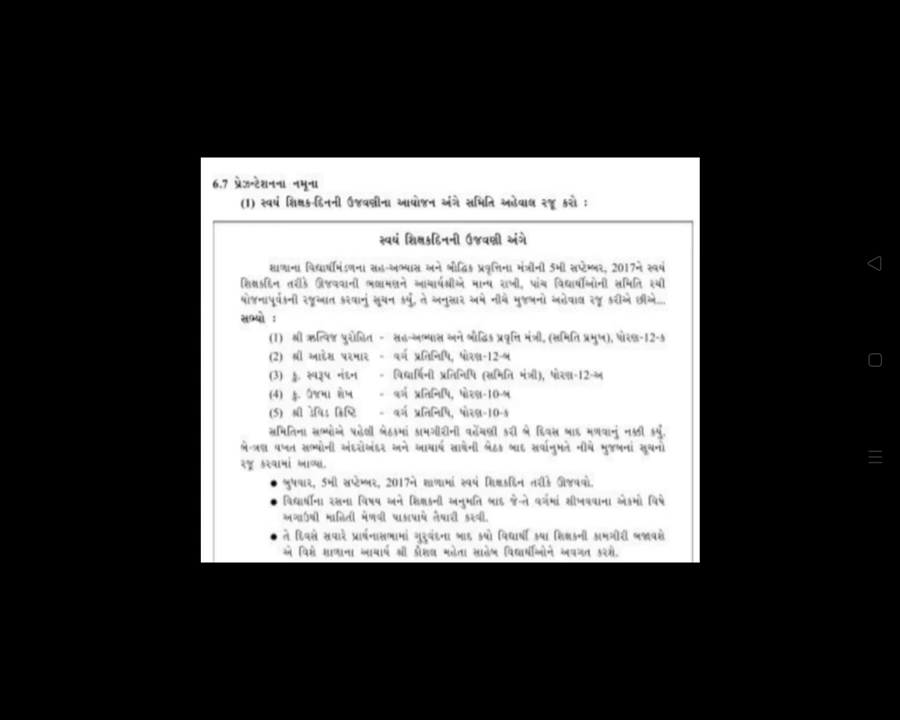 6.7 પ્રેઝન્ટેશનના નમૂના
(1) સ્વયં શિક્ષક-દિનની ઉજવણીના આયોજન અંગે સમિતિ અહેવાલ રજૂ કરો :
સ્વયં શિક્ષકદિનની ઉજવણી અંગે
શાળાના વિદ્યાર્થીમંડળના સહ-અભ્યાસ અને બૌદ્ધિક પ્રવૃત્તિના મંત્રીની 5મી સપ્ટેમ્બર, 2017ને સ્વયં
શિક્ષકદિન તરીકે ઊજવવાની ભલામણને આચાર્યશ્રીએ માન્ય રાખી, પાંચ વિદ્યાર્થીઓની સમિતિ રચી
યોજનાપૂર્વકની રજૂઆત કરવાનું સૂચન કર્યું, તે અનુસાર અમે નીચે મુજબનો અહેવાલ રજૂ કરીએ છીએ...
સભ્યો :
(1) શ્રી ઋત્વિજ પુરોહિત - સહ-અભ્યાસ અને બૌદ્ધિક પ્રવૃત્તિ મંત્રી, (સમિતિ પ્રમુખ), ધોરણ-12-ક
(2) શ્રી આદેશ પરમાર - વર્ગ પ્રતિનિધિ, ધોરણ-12-બ
(3) કુ. સ્વરૂપ નંદન - વિદ્યાર્થિની પ્રતિનિધિ (સમિતિ મંત્રી), ધોરણ-12-અ
(4) કુ. ઉજમા શેખ - વર્ગ પ્રતિનિધિ, ધોરણ-10-બ
(5) શ્રી ડેવિડ ક્રિષ્ટિ - વર્ગ પ્રતિનિધિ, ધોરણ-10-ક
સમિતિના સભ્યોએ પહેલી બેઠકમાં કામગીરીની વહેંચણી કરી બે દિવસ બાદ મળવાનું નક્કી કર્યું.
બે-ત્રણ વખત સભ્યોની અંદરોઅંદર અને આચાર્ય સાથેની બેઠક બાદ સર્વાનુમતે નીચે મુજબનાં સૂચનો
રજૂ કરવામાં આવ્યા.
● બુધવાર, 5મી સપ્ટેમ્બર, 2017ને શાળામાં સ્વયં શિક્ષકદિન તરીકે ઊજવવો.
● વિદ્યાર્થીના રસના વિષય અને શિક્ષકની અનુમતિ બાદ જે-તે વર્ગમાં શીખવવાના એકમો વિષે
અગાઉથી માહિતી મેળવી પાકાપાયે તૈયારી કરવી.
● તે દિવસે સવારે પ્રાર્થનાસભામાં ગુરુવંદના બાદ કયો વિદ્યાર્થી કયા શિક્ષકની કામગીરી બજાવશે
એ વિશે શાળાના આચાર્ય શ્રી કૌશલ મહેતા સાહેબ વિદ્યાર્થીઓને અવગત કરશે.